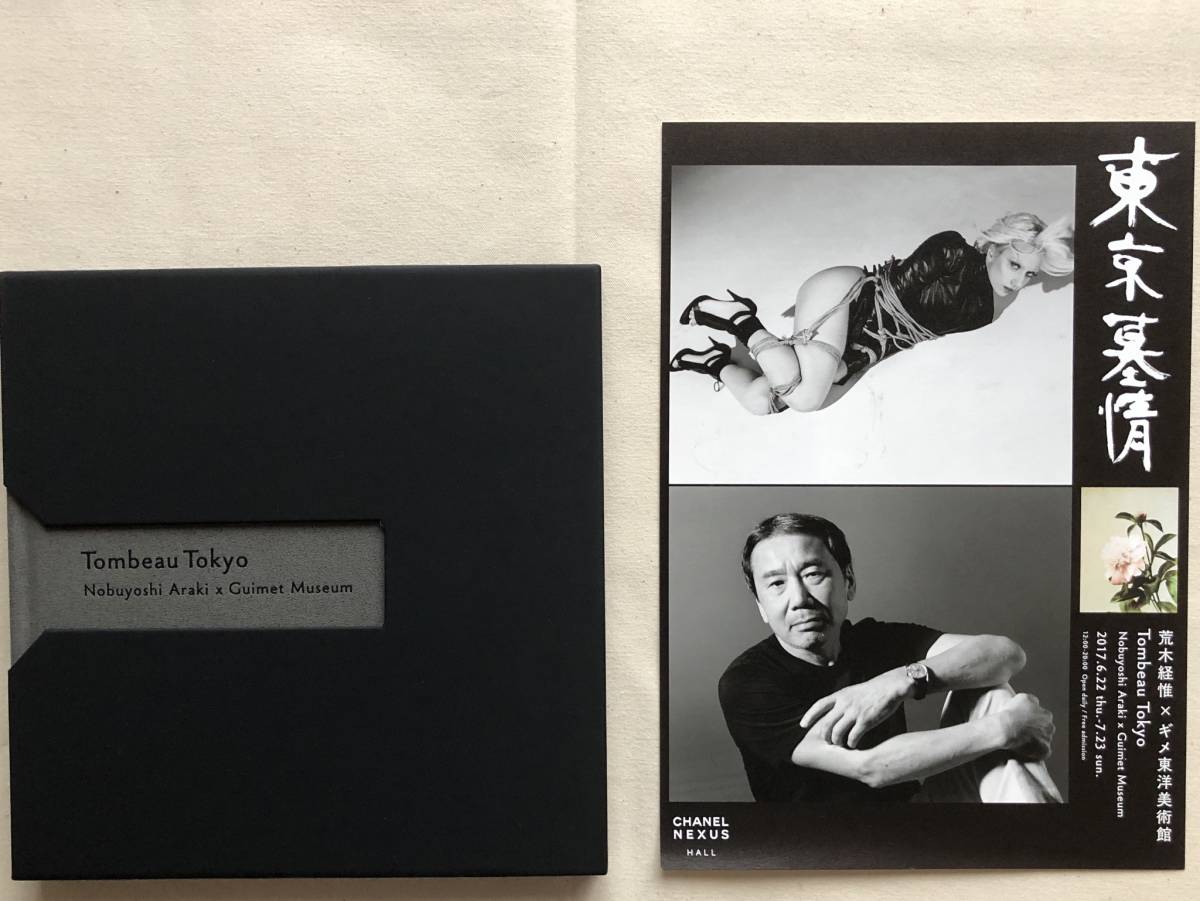 Tombeau Tokyo
Nobuyoshi Araki x Guimet Museum
東京墓情
荒木経惟 × ギメ東洋美術館
Tombeau Tokyo
Nobuyoshi Araki x Guimet Museum
2017.6.22 thu.-7.23 sun.
12:00-20:00 Open daily / Free admission
CHANEL
NEXUS
HALL